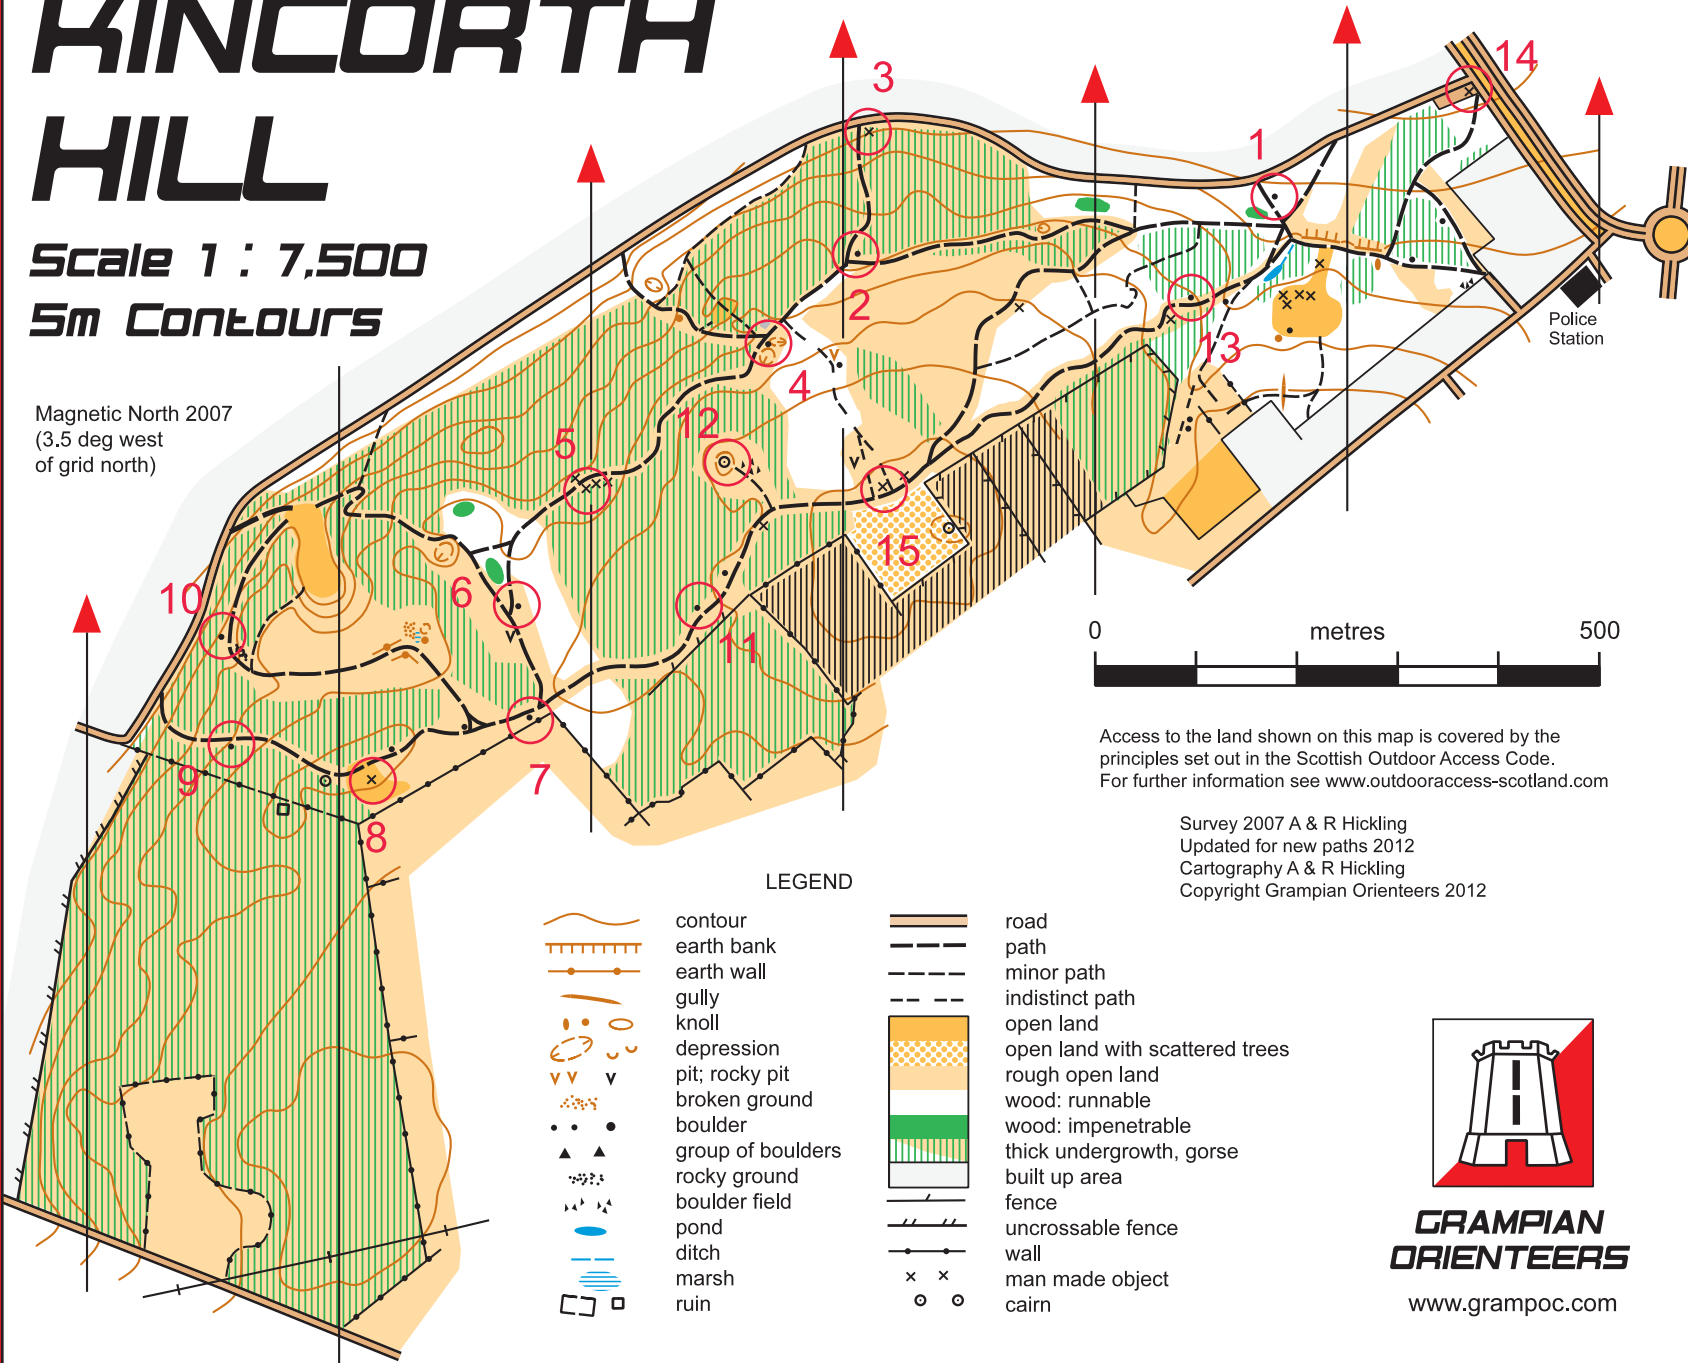 KINCORTH
HILL
Scale 1 : 7,500
5m Contours
Magnetic North 2007
(3.5 deg west
of grid north)
3
14
1
2
Police
Station
13
4
12
5
15
6
10
11
7
9
8
0 metres 500
Access to the land shown on this map is covered by the
principles set out in the Scottish Outdoor Access Code.
For further information see www.outdooraccess-scotland.com
Survey 2007 A & R Hickling
Updated for new paths 2012
Cartography A & R Hickling
Copyright Grampian Orienteers 2012
LEGEND
contour
earth bank
earth wall
gully
knoll
depression
pit; rocky pit
broken ground
boulder
group of boulders
rocky ground
boulder field
pond
ditch
marsh
ruin
road
path
minor path
indistinct path
open land
open land with scattered trees
rough open land
wood: runnable
wood: impenetrable
thick undergrowth, gorse
built up area
fence
uncrossable fence
wall
man made object
cairn
GRAMPIAN
ORIENTEERS
www.grampoc.com